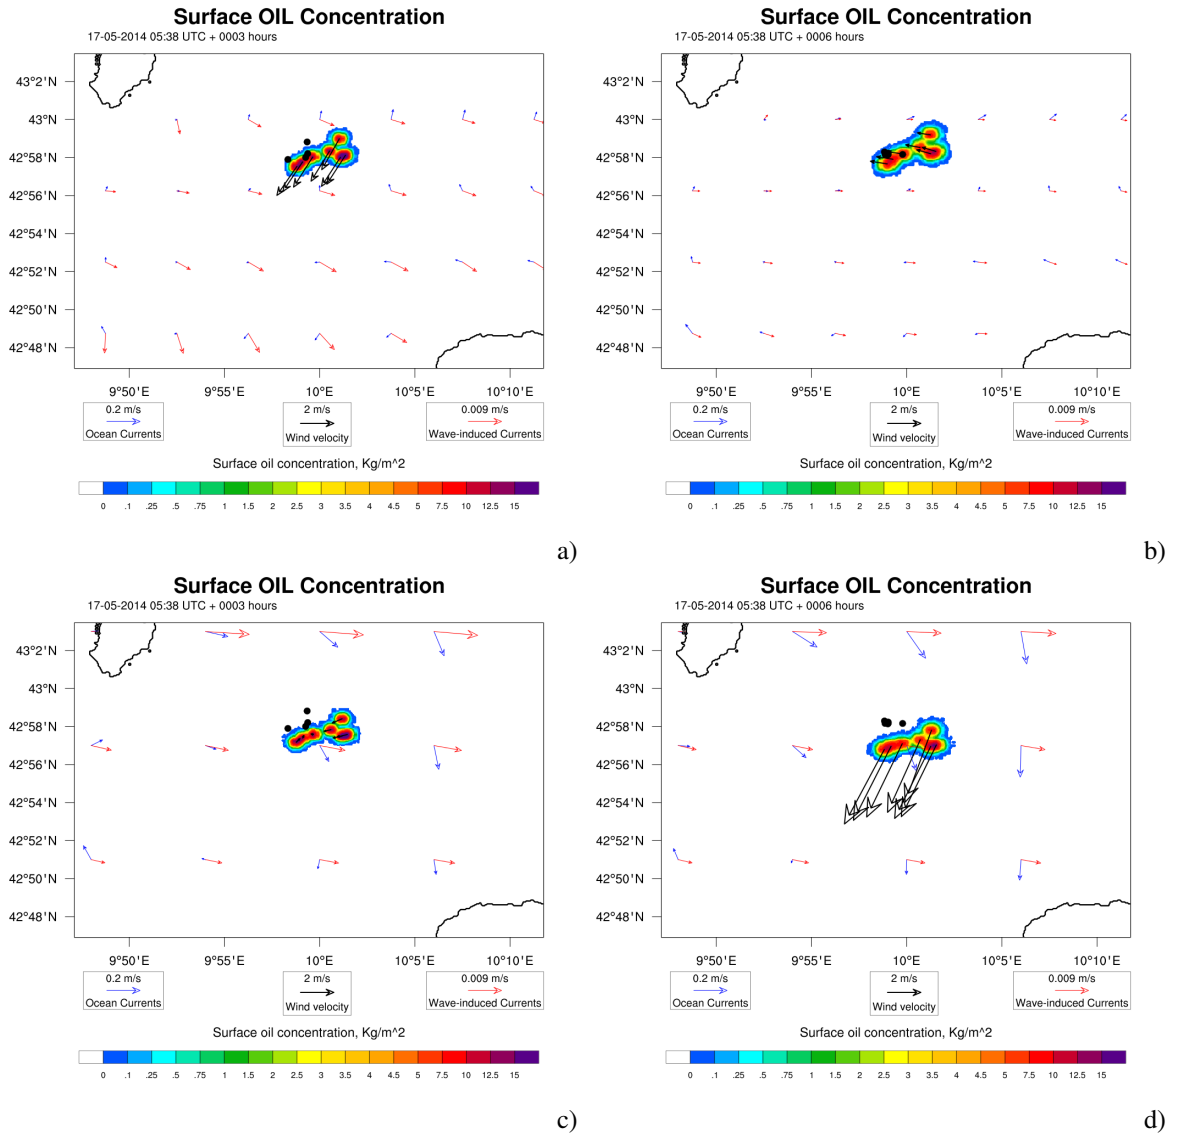 Surface OIL Concentration
17-05-2014 05:38 UTC + 0003 hours
43°2'N
43°N
42°58'N
42°56'N
42°54'N
42°52'N
42°50'N
42°48'N
9°50'E 9°55'E 10°E 10°5'E 10°10'E
0.2 m/s
Ocean Currents
2 m/s
Wind velocity
0.009 m/s
Wave-induced Currents
Surface oil concentration, Kg/m^2
0 .1 .25 .5 .75 1 1.5 2 2.5 3 3.5 4 4.5 5 7.5 10 12.5 15
a)
Surface OIL Concentration
17-05-2014 05:38 UTC + 0006 hours
43°2'N
43°N
42°58'N
42°56'N
42°54'N
42°52'N
42°50'N
42°48'N
9°50'E 9°55'E 10°E 10°5'E 10°10'E
0.2 m/s
Ocean Currents
2 m/s
Wind velocity
0.009 m/s
Wave-induced Currents
Surface oil concentration, Kg/m^2
0 .1 .25 .5 .75 1 1.5 2 2.5 3 3.5 4 4.5 5 7.5 10 12.5 15
b)
Surface OIL Concentration
17-05-2014 05:38 UTC + 0003 hours
43°2'N
43°N
42°58'N
42°56'N
42°54'N
42°52'N
42°50'N
42°48'N
9°50'E 9°55'E 10°E 10°5'E 10°10'E
0.2 m/s
Ocean Currents
2 m/s
Wind velocity
0.009 m/s
Wave-induced Currents
Surface oil concentration, Kg/m^2
0 .1 .25 .5 .75 1 1.5 2 2.5 3 3.5 4 4.5 5 7.5 10 12.5 15
c)
Surface OIL Concentration
17-05-2014 05:38 UTC + 0006 hours
43°2'N
43°N
42°58'N
42°56'N
42°54'N
42°52'N
42°50'N
42°48'N
9°50'E 9°55'E 10°E 10°5'E 10°10'E
0.2 m/s
Ocean Currents
2 m/s
Wind velocity
0.009 m/s
Wave-induced Currents
Surface oil concentration, Kg/m^2
0 .1 .25 .5 .75 1 1.5 2 2.5 3 3.5 4 4.5 5 7.5 10 12.5 15
d)